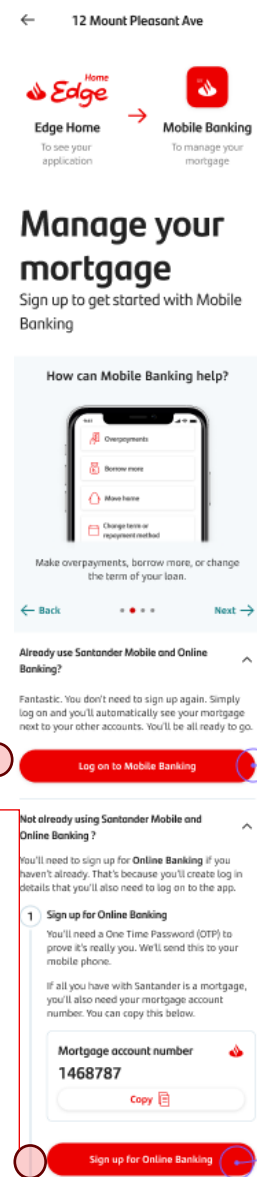 12 Mount Pleasant Ave
Home
Edge
Edge Home
To see your
application
Mobile Banking
To manage your
mortgage
Manage your
mortgage
Sign up to get started with Mobile
Banking
How can Mobile Banking help?
9:41
Overpayments
Borrow more
Move home
Change term or
repayment method
Make overpayments, borrow more, or change
the term of your loan.
Back
Next
Already use Santander Mobile and Online
Banking?
Fantastic. You don't need to sign up again. Simply
log on and you'll automatically see your mortgage
next to your other accounts. You'll be all ready to go.
Log on to Mobile Banking
Not already using Santander Mobile and
Online Banking ?
You'll need to sign up for Online Banking if you
haven't already. That's because you'll create log in
details that you'll also need to log on to the app.
1 Sign up for Online Banking
You'll need a One Time Password (OTP) to
prove it's really you. We'll send this to your
mobile phone.
If all you have with Santander is a mortgage,
you'll also need your mortgage account
number. You can copy this below.
Mortgage account number
1468787
Copy
Sign up for Online Banking